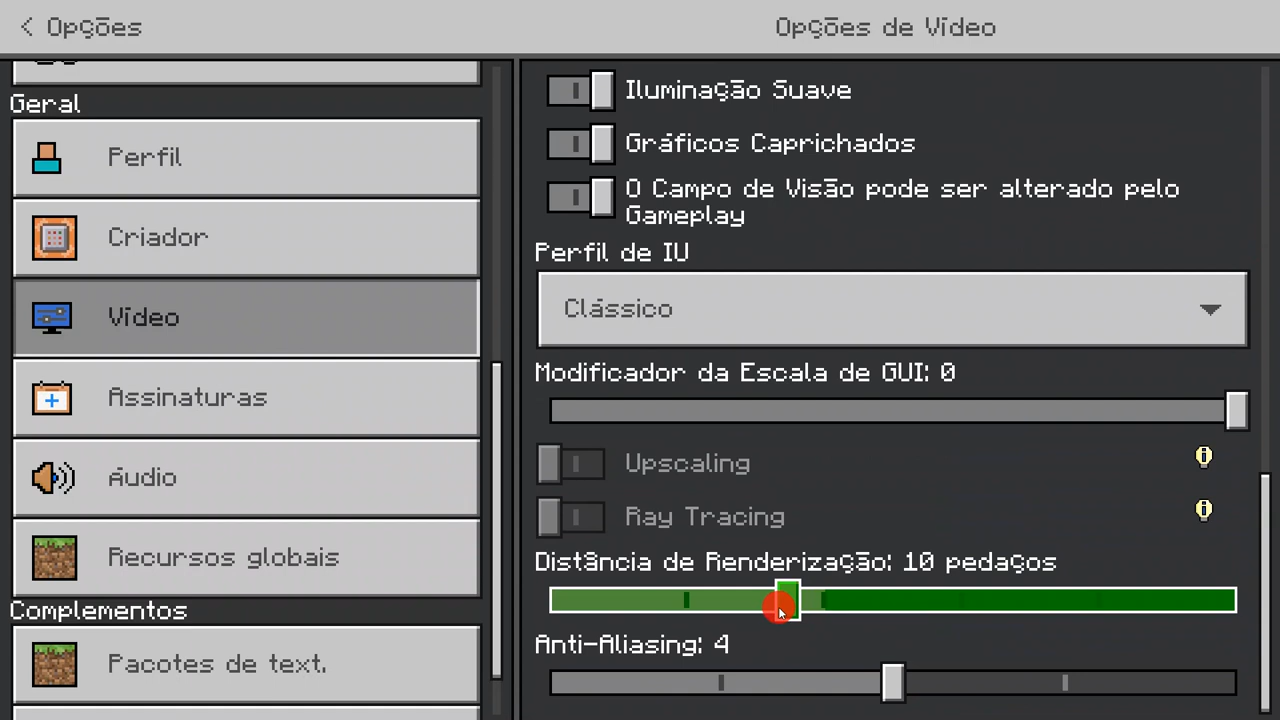 Opções
Opções de Vídeo
Geral
Perfil
Criador
Vídeo
Assinaturas
Áudio
Recursos globais
Complementos
Pacotes de text.
Iluminação Suave
Gráficos Caprichados
O Campo de Visão pode ser alterado pelo
Gameplay
Perfil de IU
Clássico
Modificador da Escala de GUI: 0
Upscaling
Ray Tracing
Distância de Renderização: 10 pedaços
Anti-Aliasing: 4